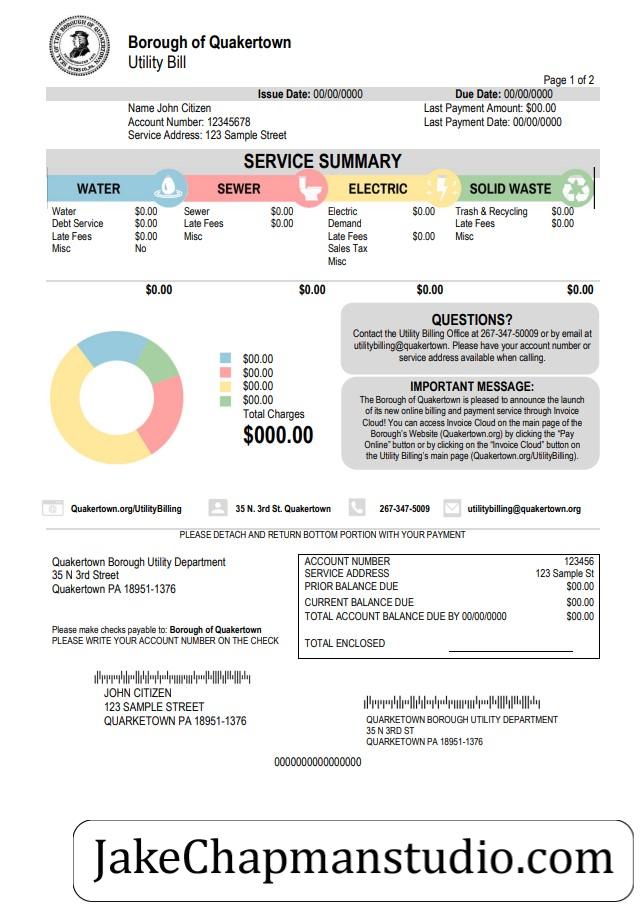 Borough of Quakertown
Utility Bill
Page 1 of 2
Issue Date: 00/00/0000 Due Date: 00/00/0000
Name John Citizen Last Payment Amount: $00.00
Account Number: 12345678 Last Payment Date: 00/00/0000
Service Address: 123 Sample Street
SERVICE SUMMARY
WATER SEWER ELECTRIC SOLID WASTE
Water $0.00 Sewer $0.00 Electric $0.00 Trash & Recycling $0.00
Debt Service $0.00 Late Fees $0.00 Demand Late Fees $0.00
Late Fees $0.00 Misc Late Fees $0.00 Misc
Misc No Sales Tax
Misc
$0.00 $0.00 $0.00 $0.00
$00.00
$00.00
$00.00
$00.00
Total Charges
$000.00
QUESTIONS?
Contact the Utility Billing Office at 267-347-50009 or by email at
utilitybilling@quakertown. Please have your account number or
service address available when calling.
IMPORTANT MESSAGE:
The Borough of Quakertown is pleased to announce the launch
of its new online billing and payment service through Invoice
Cloud! You can access Invoice Cloud on the main page of the
Borough's Website (Quakertown.org) by clicking the "Pay
Online" button or by clicking on the "Invoice Cloud" button on
the Utility Billing's main page (Quakertown.org/UtilityBilling).
Quakertown.org/UtilityBilling 35 N. 3rd St. Quakertown 267-347-5009 utilitybilling@quakertown.org
PLEASE DETACH AND RETURN BOTTOM PORTION WITH YOUR PAYMENT
Quakertown Borough Utility Department
35 N 3rd Street
Quakertown PA 18951-1376
Please make checks payable to: Borough of Quakertown
PLEASE WRITE YOUR ACCOUNT NUMBER ON THE CHECK
ACCOUNT NUMBER 123456
SERVICE ADDRESS 123 Sample St
PRIOR BALANCE DUE $00.00
CURRENT BALANCE DUE $00.00
TOTAL ACCOUNT BALANCE DUE BY 00/00/0000 $00.00
TOTAL ENCLOSED
JOHN CITIZEN
123 SAMPLE STREET
QUARKETOWN PA 18951-1376
QUARKETOWN BOROUGH UTILITY DEPARTMENT
35 N 3RD ST
QUARKETOWN PA 18951-1376
0000000000000000
JakeChapmanstudio.com